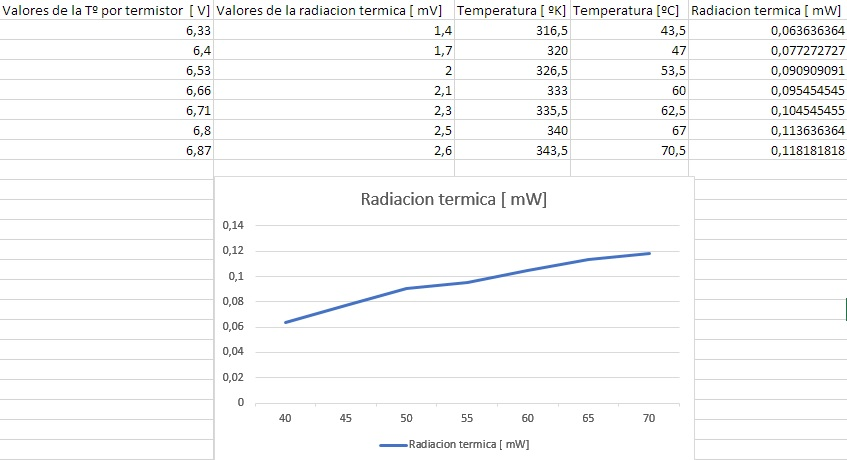 Valores de la Tº por termistor [ V] Valores de la radiacion termica [ mV] Temperatura [ ºK] Temperatura [ºC] Radiacion termica [ mW]
6,33 1,4 316,5 43,5 0,063636364
6,4 1,7 320 47 0,077272727
6,53 2 326,5 53,5 0,090909091
6,66 2,1 333 60 0,095454545
6,71 2,3 335,5 62,5 0,104545455
6,8 2,5 340 67 0,113636364
6,87 2,6 343,5 70,5 0,118181818
Radiacion termica [ mW]
0,14
0,12
0,1
0,08
0,06
0,04
0,02
0
40 45 50 55 60 65 70
Radiacion termica [ mW]